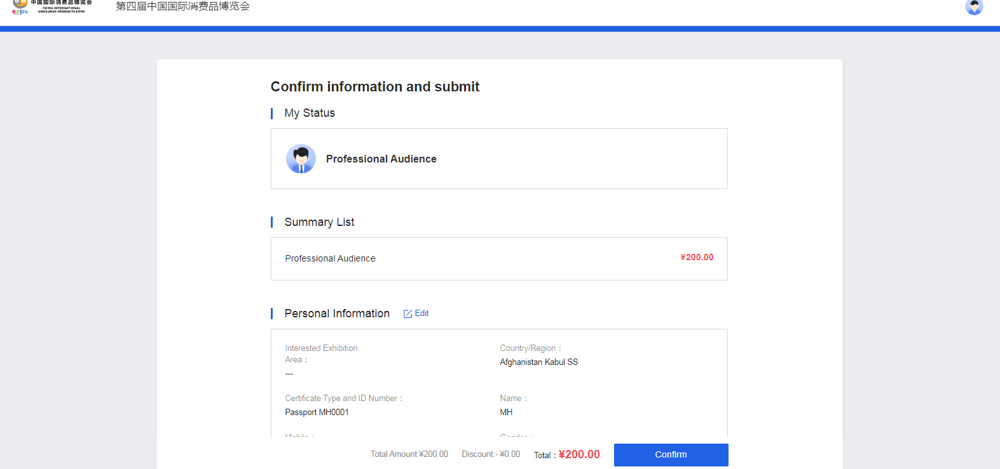 中国国际消费品博览会
CHINA INTERNATIONAL
CONSUMER PRODUCTS EXPO
expo
第四届中国国际消费品博览会
Confirm information and submit
My Status
Professional Audience
Summary List
Professional Audience
¥200.00
Personal Information
Edit
Interested Exhibition
Area：
---
Country/Region：
Afghanistan Kabul SS
Certificate Type and ID Number：
Passport MH0001
Name：
MH
Total Amount:¥200.00
Discount:- ¥0.00
Total：¥200.00
Confirm